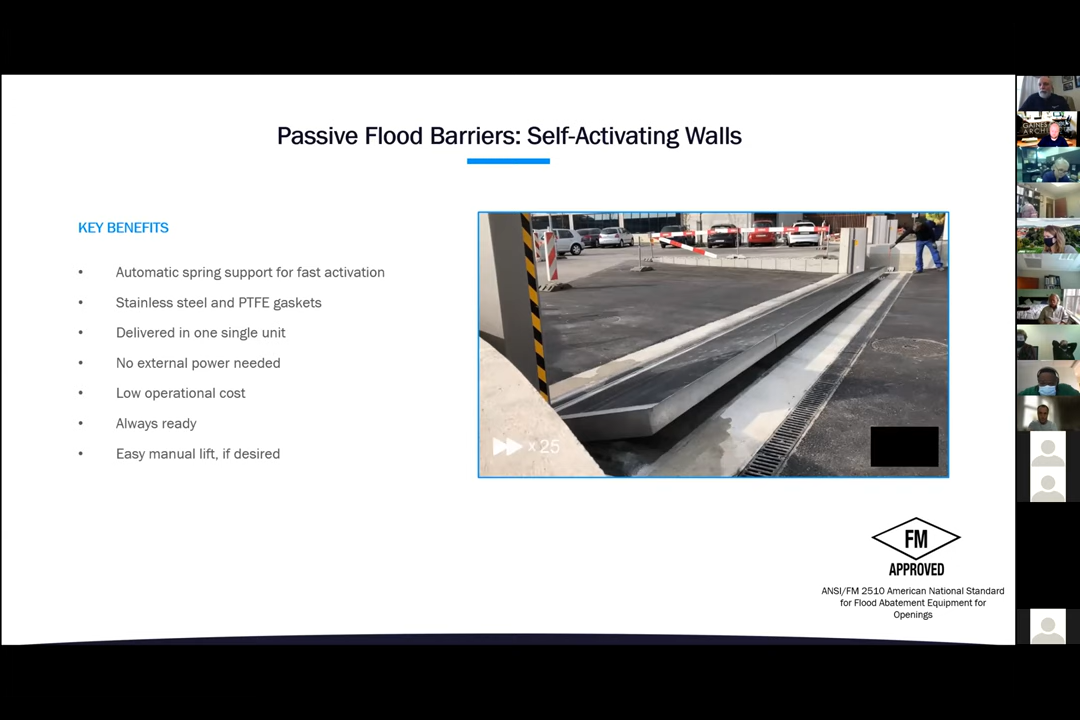 Passive Flood Barriers: Self-Activating Walls
KEY BENEFITS
• Automatic spring support for fast activation
• Stainless steel and PTFE gaskets
• Delivered in one single unit
• No external power needed
• Low operational cost
• Always ready
• Easy manual lift, if desired
x 25
FM
APPROVED
ANSI/FM 2510 American National Standard
for Flood Abatement Equipment for
Openings